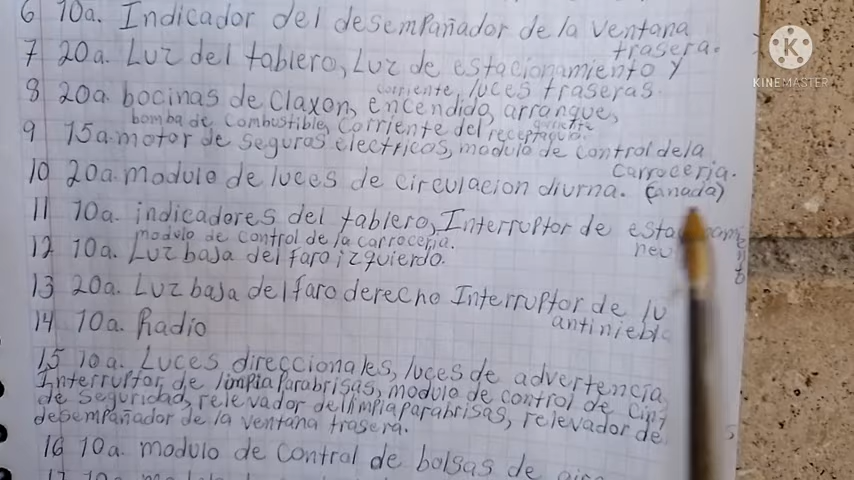 6 10a. Indicador del desempañador de la ventana trasera.
KINEMASTER
7 20a. Luz del tablero, Luz de estacionamiento y
corriente, luces traseras.
8 20a. bocinas de Claxon, encendido, arranque,
bomba de combustible, corriente del
9 15a motor de seguros electricos, modulo de control de la
carroceria.
10 20a. modulo de luces de circulacion diurna. (Canada)
11 10a. indicadores del tablero, Interruptor de
modulo de control de la carroceria.
12 10a. Luz baja del faro izquierdo.
13 20a. Luz baja del faro derecho Interruptor de
14 10a. Radio
15 10a. Luces direccionales, luces de advertencia,
Interruptor de limpiaparabrisas, modulo de control de
de seguridad, relevador del limpiaparabrisas, relevador de
desempañador de la ventana trasera.
16 10a. modulo de control de bolsas de